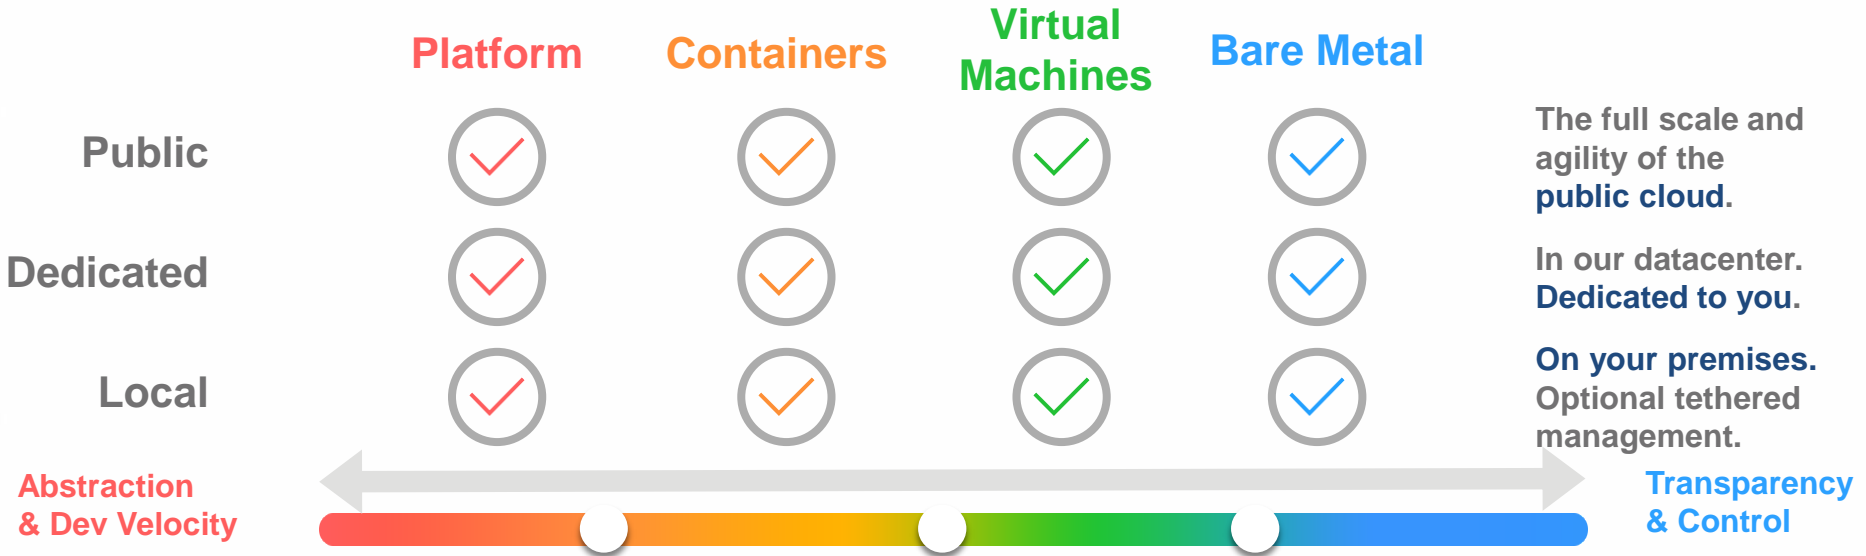 Platform
Containers
Virtual
Machines
Bare Metal
Public
The full scale and
agility of the
public cloud.
Dedicated
In our datacenter.
Dedicated to you.
Local
On your premises.
Optional tethered
management.
Abstraction
& Dev Velocity
Transparency
& Control